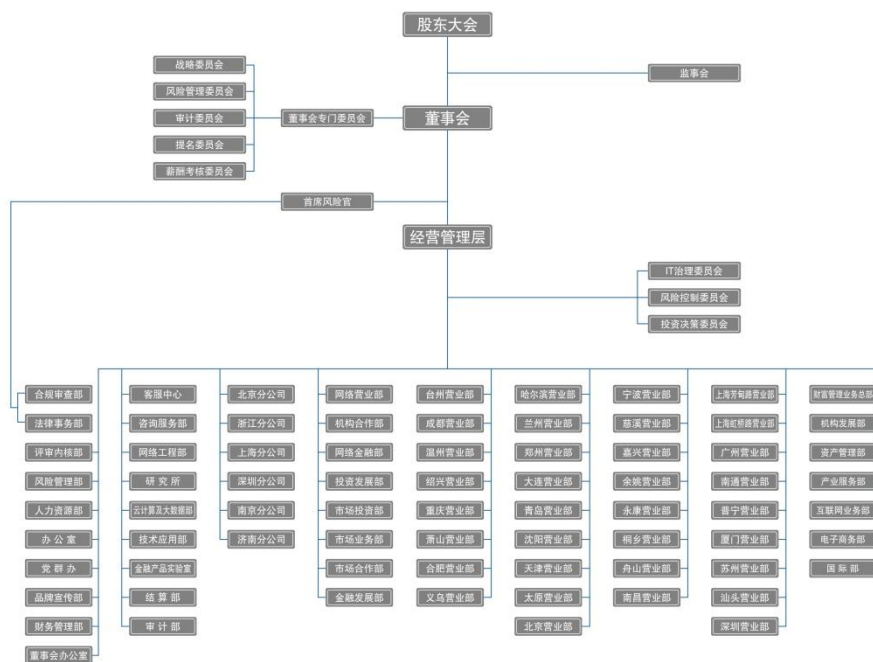 股东大会
监事会
战略委员会
风险管理委员会
审计委员会
提名委员会
薪酬考核委员会
董事会专门委员会
董事会
首席风险官
经营管理层
IT治理委员会
风险控制委员会
投资决策委员会
合规审查部
法律事务部
评审内核部
风险管理部
人力资源部
办公室
党群办
品牌宣传部
财务管理部
董事会办公室
客服中心
咨询服务部
网络工程部
研究所
云计算及大数据部
技术应用部
金融产品实验室
结算部
审计部
北京分公司
浙江分公司
上海分公司
深圳分公司
南京分公司
济南分公司
网络营业部
机构合作部
网络金融部
投资发展部
市场投资部
市场业务部
市场合作部
金融发展部
台州营业部
成都营业部
温州营业部
绍兴营业部
重庆营业部
萧山营业部
合肥营业部
义乌营业部
哈尔滨营业部
兰州营业部
郑州营业部
大连营业部
青岛营业部
沈阳营业部
天津营业部
太原营业部
北京营业部
宁波营业部
慈溪营业部
嘉兴营业部
余姚营业部
永康营业部
桐乡营业部
舟山营业部
南昌营业部
上海芳甸路营业部
上海虹桥路营业部
广州营业部
南通营业部
普宁营业部
厦门营业部
苏州营业部
汕头营业部
深圳营业部
财富管理业务总部
机构发展部
资产管理部
产业服务部
互联网业务部
电子商务部
国际部